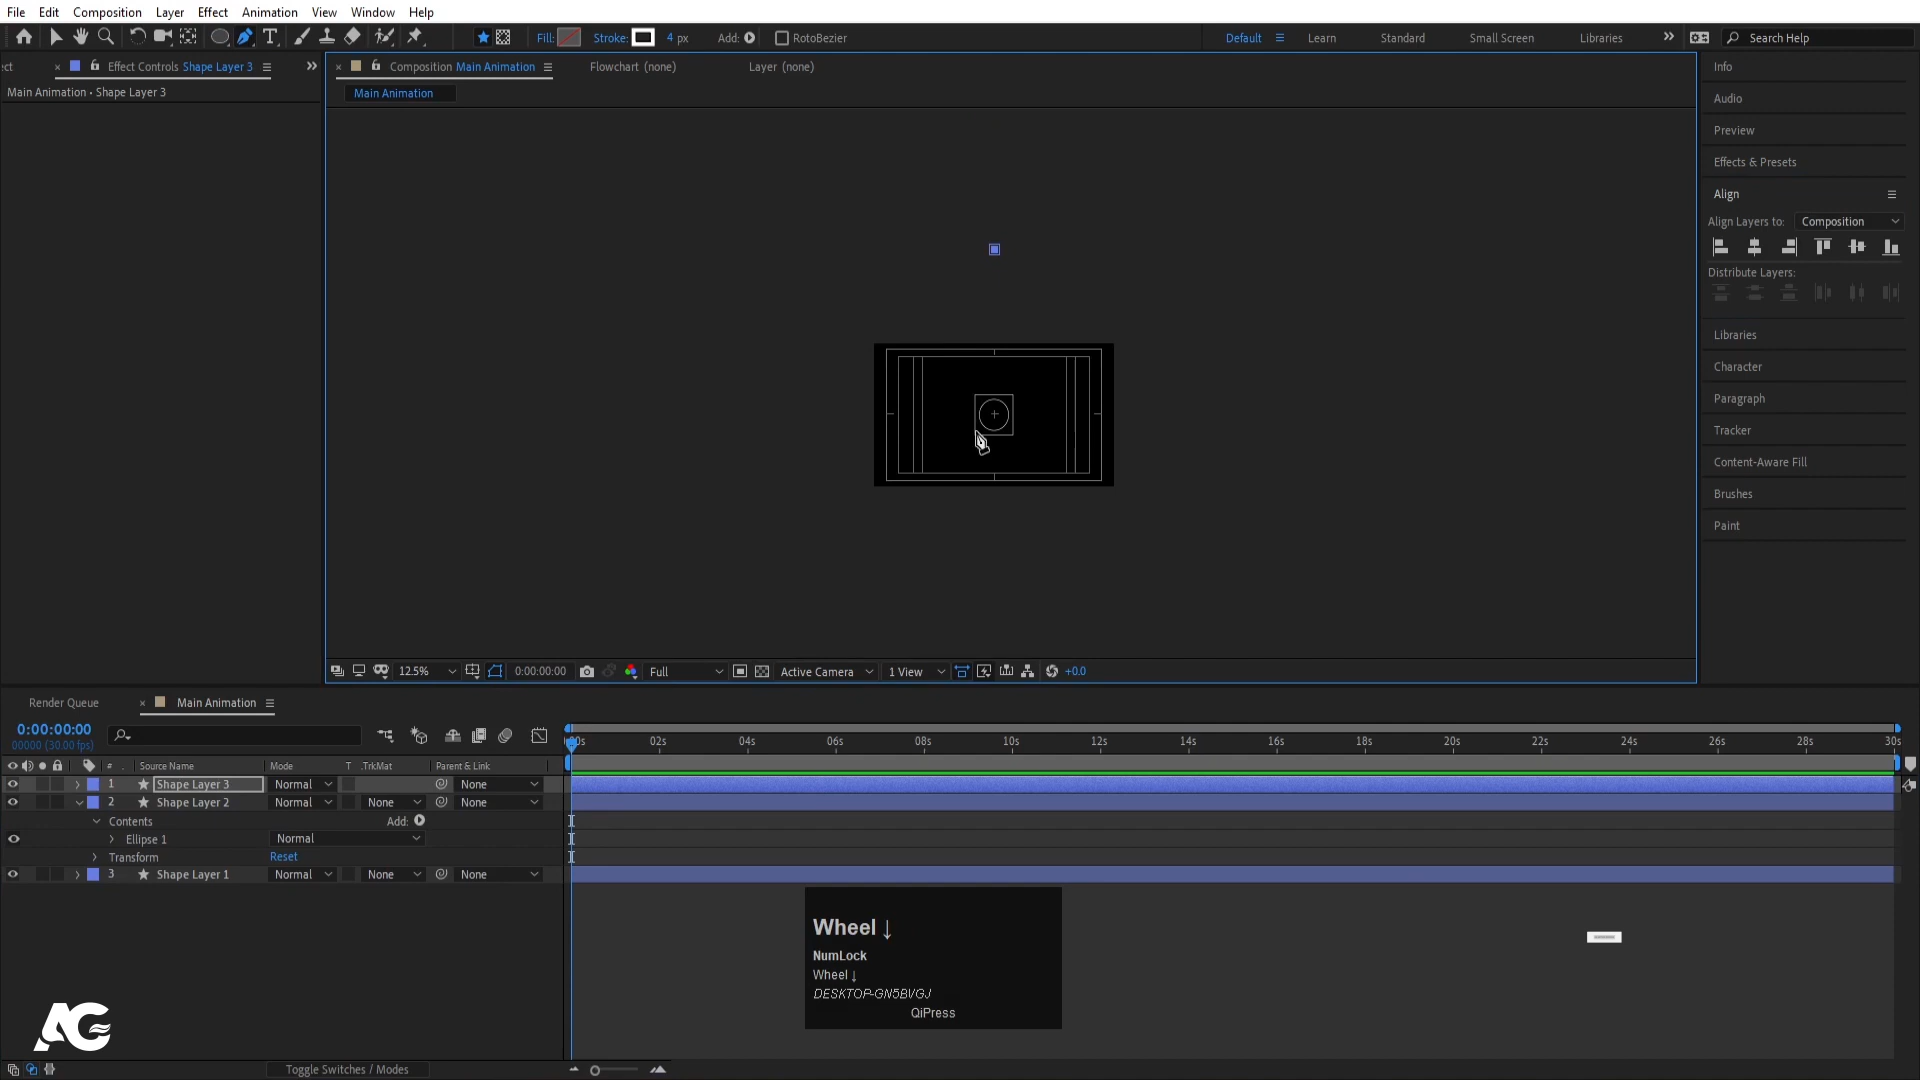 File Edit Composition Layer Effect Animation View Window Help
Fill: Stroke: 4 px Add: RotoBezier Default Learn Standard Small Screen Libraries Search Help
ect Effect Controls Shape Layer 3 Composition Main Animation Flowchart (none) Layer (none)
Main Animation • Shape Layer 3
Main Animation
Info
Audio
Preview
Effects & Presets
Align
Align Layers to: Composition
Distribute Layers:
Libraries
Character
Paragraph
Tracker
Content-Aware Fill
Brushes
Paint
12.5% 0:00:00:00 Full Active Camera 1 View +0.0
Render Queue Main Animation
0:00:00:00
00000 (30.00 fps)
00s 02s 04s 06s 08s 10s 12s 14s 16s 18s 20s 22s 24s 26s 28s 30s
# . Source Name Mode T .TrkMat Parent & Link
1 Shape Layer 3 Normal None
2 Shape Layer 2 Normal None None
Contents Add:
Ellipse 1 Normal
Transform Reset
3 Shape Layer 1 Normal None None
Wheel ↓
NumLock
Wheel ↓
DESKTOP-GN5BVGJ
QiPress
AG
Toggle Switches / Modes